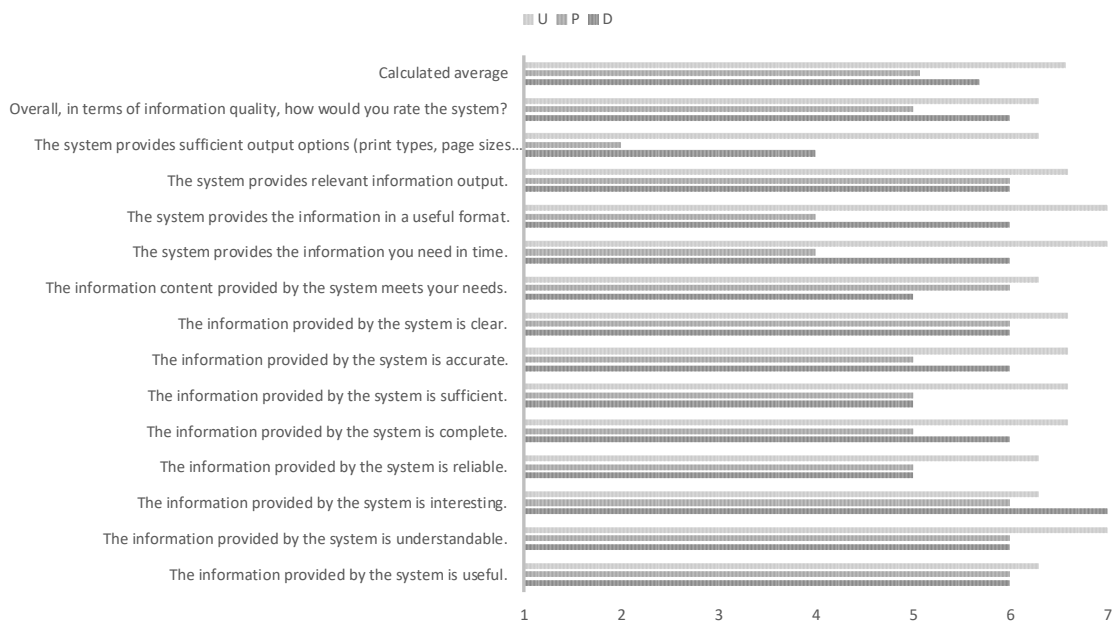 U P D
Calculated average
Overall, in terms of information quality, how would you rate the system?
The system provides sufficient output options (print types, page sizes…
The system provides relevant information output.
The system provides the information in a useful format.
The system provides the information you need in time.
The information content provided by the system meets your needs.
The information provided by the system is clear.
The information provided by the system is accurate.
The information provided by the system is sufficient.
The information provided by the system is complete.
The information provided by the system is reliable.
The information provided by the system is interesting.
The information provided by the system is understandable.
The information provided by the system is useful.
1 2 3 4 5 6 7